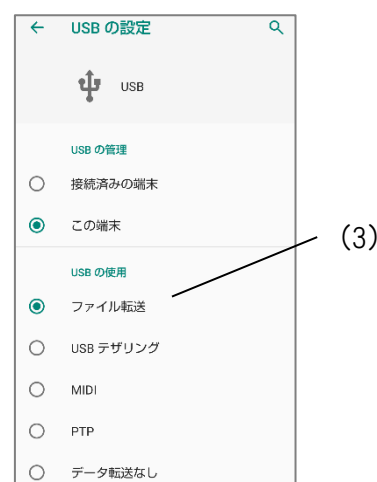 USB の設定
USB
USB の管理
接続済みの端末
この端末
(3)
USB の使用
ファイル転送
USB テザリング
MIDI
PTP
データ転送なし